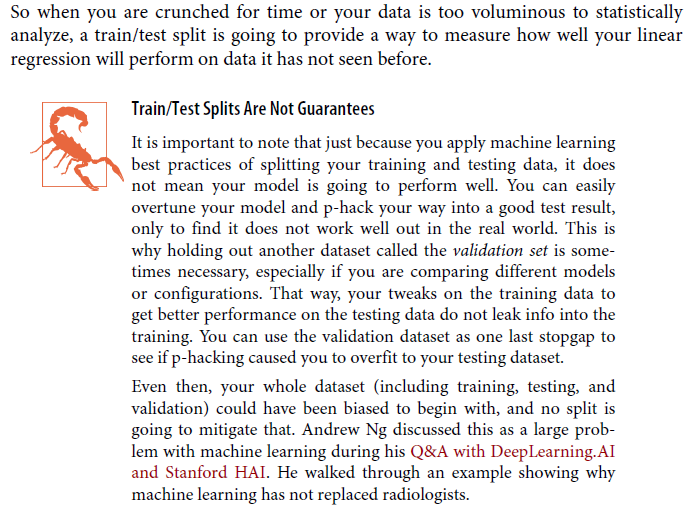 So when you are crunched for time or your data is too voluminous to statistically
analyze, a train/test split is going to provide a way to measure how well your linear
regression will perform on data it has not seen before.
Train/Test Splits Are Not Guarantees
It is important to note that just because you apply machine learning
best practices of splitting your training and testing data, it does
not mean your model is going to perform well. You can easily
overtune your model and p-hack your way into a good test result,
only to find it does not work well out in the real world. This is
why holding out another dataset called the validation set is some-
times necessary, especially if you are comparing different models
or configurations. That way, your tweaks on the training data to
get better performance on the testing data do not leak info into the
training. You can use the validation dataset as one last stopgap to
see if p-hacking caused you to overfit to your testing dataset.
Even then, your whole dataset (including training, testing, and
validation) could have been biased to begin with, and no split is
going to mitigate that. Andrew Ng discussed this as a large prob-
lem with machine learning during his Q&A with DeepLearning.AI
and Stanford HAI. He walked through an example showing why
machine learning has not replaced radiologists.